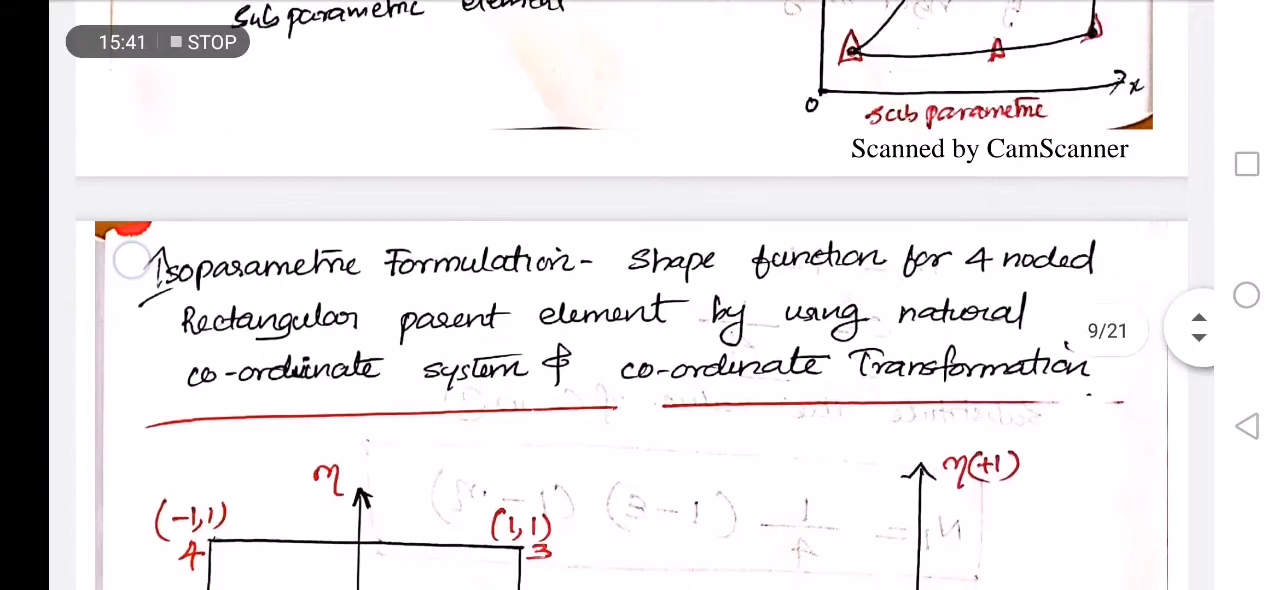 Sub parametric element
15:41 STOP
0
x
sub parametric
Scanned by CamScanner
Isoparametric Formulation - Shape function for 4 noded
Rectangular parent element by using natural
co-ordinate system & co-ordinate Transformation
9/21
η
η(+1)
(-1,1)
(1,1)
4
3